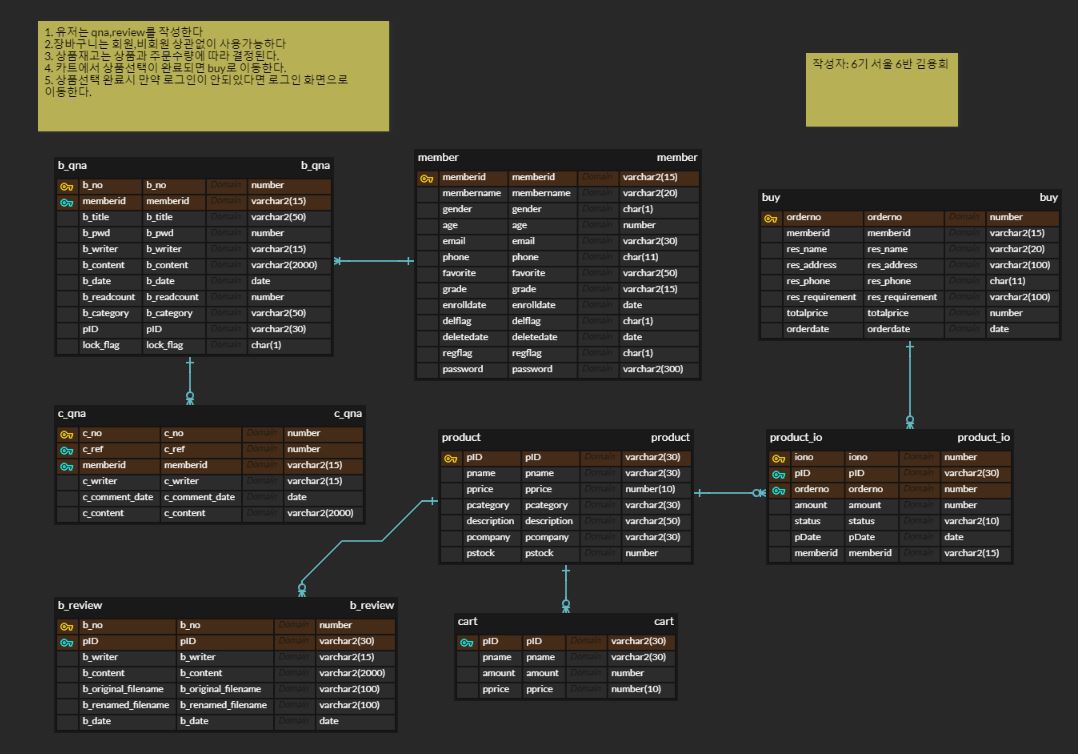 1. 유저는 qna,review를 작성한다
2.장바구니는 회원,비회원 상관없이 사용가능하다
3. 상품재고는 상품과 주문수량에 따라 결정된다.
4. 카트에서 상품선택이 완료되면 buy로 이동한다.
5. 상품선택 완료시 만약 로그인이 안되있다면 로그인 화면으로
이동한다.
작성자: 6기 서울 6반 김용희
b_qna b_qna
b_no b_no Domain number
memberid memberid Domain varchar2(15)
b_title b_title Domain varchar2(50)
b_pwd b_pwd Domain number
b_writer b_writer Domain varchar2(15)
b_content b_content Domain varchar2(2000)
b_date b_date Domain date
b_readcount b_readcount Domain number
b_category b_category Domain varchar2(50)
pID pID Domain varchar2(30)
lock_flag lock_flag Domain char(1)
member member
memberid memberid Domain varchar2(15)
membername membername Domain varchar2(20)
gender gender Domain char(1)
age age Domain number
email email Domain varchar2(30)
phone phone Domain char(11)
favorite favorite Domain varchar2(50)
grade grade Domain varchar2(15)
enrolldate enrolldate Domain date
delflag delflag Domain char(1)
deletedate deletedate Domain date
regflag regflag Domain char(1)
password password Domain varchar2(300)
buy buy
orderno orderno Domain number
memberid memberid Domain varchar2(15)
res_name res_name Domain varchar2(20)
res_address res_address Domain varchar2(100)
res_phone res_phone Domain char(11)
res_requirement res_requirement Domain varchar2(100)
totalprice totalprice Domain number
orderdate orderdate Domain date
c_qna c_qna
c_no c_no Domain number
c_ref c_ref Domain number
memberid memberid Domain varchar2(15)
c_writer c_writer Domain varchar2(15)
c_comment_date c_comment_date Domain date
c_content c_content Domain varchar2(2000)
product product
pID pID Domain varchar2(30)
pname pname Domain varchar2(30)
pprice pprice Domain number(10)
pcategory pcategory Domain varchar2(30)
description description Domain varchar2(50)
pcompany pcompany Domain varchar2(30)
pstock pstock Domain number
product_io product_io
iono iono Domain number
pID pID Domain varchar2(30)
orderno orderno Domain number
amount amount Domain number
status status Domain varchar2(10)
pDate pDate Domain date
memberid memberid Domain varchar2(15)
b_review b_review
b_no b_no Domain number
pID pID Domain varchar2(30)
b_writer b_writer Domain varchar2(15)
b_content b_content Domain varchar2(2000)
b_original_filename b_original_filename Domain varchar2(100)
b_renamed_filename b_renamed_filename Domain varchar2(100)
b_date b_date Domain date
cart cart
pID pID Domain varchar2(30)
pname pname Domain varchar2(30)
amount amount Domain number
pprice pprice Domain number(10)